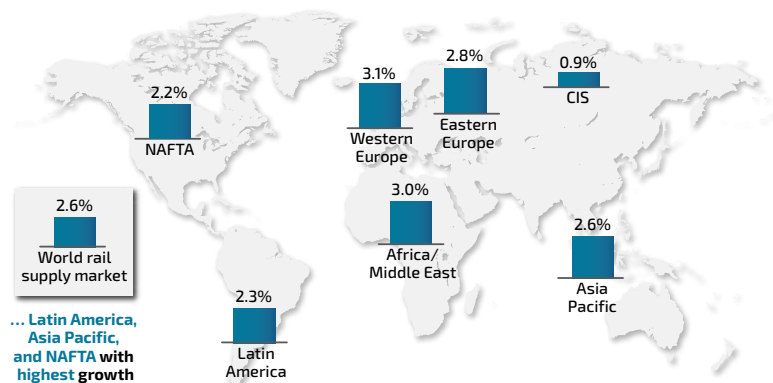 2.2%
NAFTA
3.1%
Western
Europe
2.8%
Eastern
Europe
0.9%
CIS
2.6%
World rail
supply market
3.0%
Africa/
Middle East
2.6%
Asia
Pacific
2.3%
Latin
America
... Latin America,
Asia Pacific,
and NAFTA with
highest growth